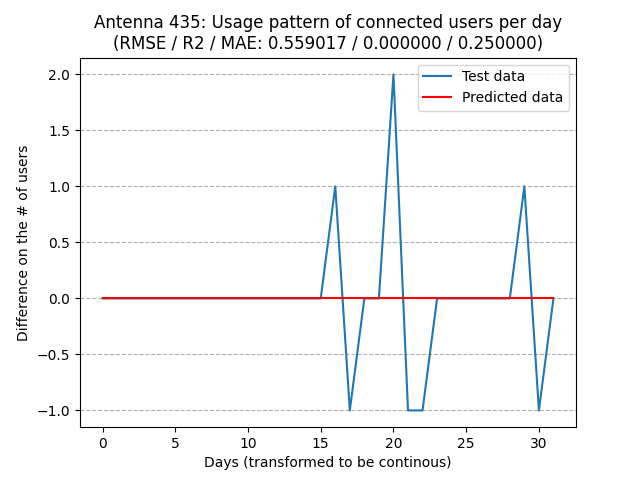 Antenna 435: Usage pattern of connected users per day
(RMSE / R2 / MAE: 0.559017 / 0.000000 / 0.250000)
Test data
Predicted data
Difference on the # of users
2.0
1.5
1.0
0.5
0.0
−0.5
−1.0
0 5 10 15 20 25 30
Days (transformed to be continous)